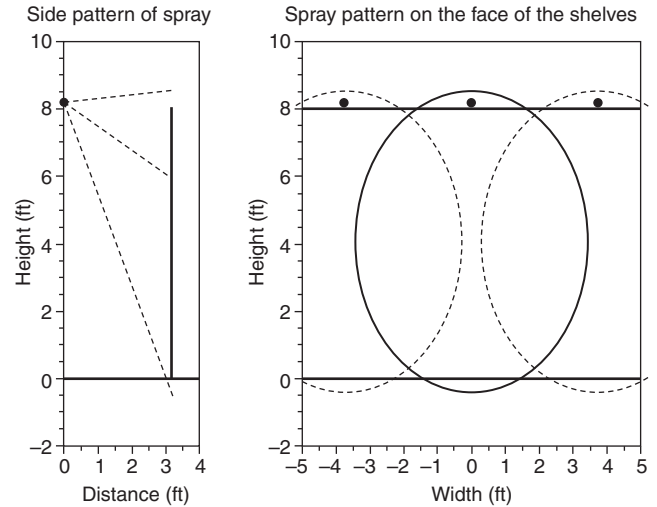 Side pattern of spray
10
8
6
4
2
0
–2
Height (ft)
0 1 2 3 4
Distance (ft)
Spray pattern on the face of the shelves
10
8
6
4
2
0
–2
Height (ft)
–5 –4 –3 –2 –1 0 1 2 3 4 5
Width (ft)